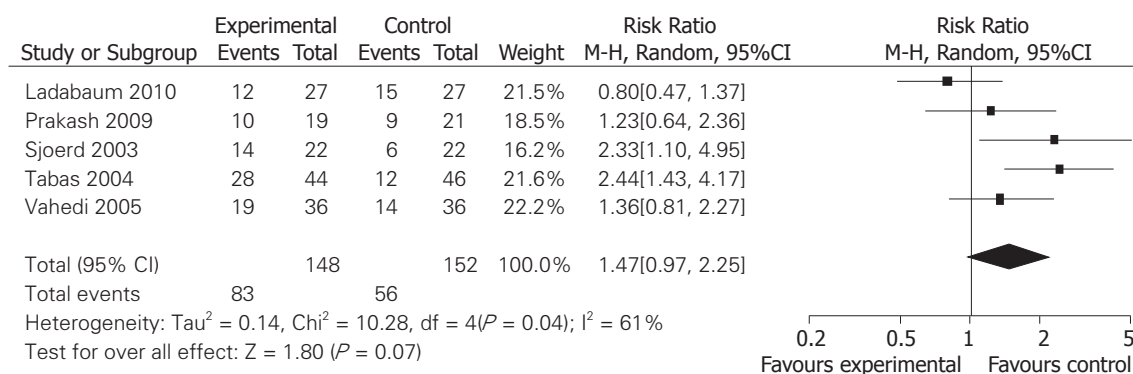 Experimental Control Risk Ratio Risk Ratio
Study or Subgroup Events Total Events Total Weight M-H, Random, 95%CI M-H, Random, 95%CI
Ladabaum 2010 12 27 15 27 21.5% 0.80[0.47, 1.37]
Prakash 2009 10 19 9 21 18.5% 1.23[0.64, 2.36]
Sjoerd 2003 14 22 6 22 16.2% 2.33[1.10, 4.95]
Tabas 2004 28 44 12 46 21.6% 2.44[1.43, 4.17]
Vahedi 2005 19 36 14 36 22.2% 1.36[0.81, 2.27]
Total (95% CI) 148 152 100.0% 1.47[0.97, 2.25]
Total events 83 56
Heterogeneity: Tau² = 0.14, Chi² = 10.28, df = 4(P = 0.04); I² = 61%
Test for over all effect: Z = 1.80 (P = 0.07)
0.2 0.5 1 2 5
Favours experimental Favours control